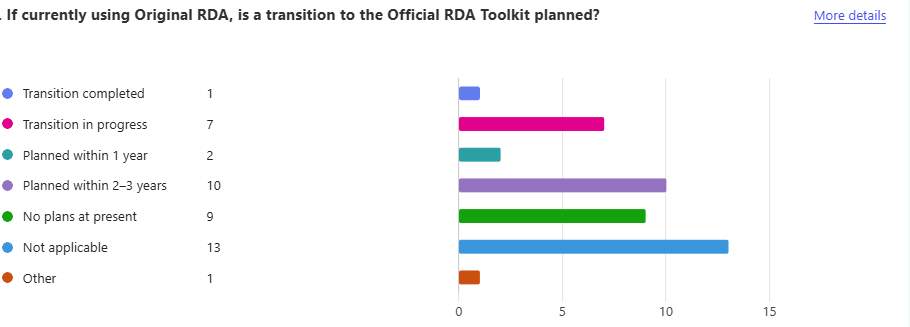 . If currently using Original RDA, is a transition to the Official RDA Toolkit planned?
More details
Transition completed 1
Transition in progress 7
Planned within 1 year 2
Planned within 2–3 years 10
No plans at present 9
Not applicable 13
Other 1
0 5 10 15